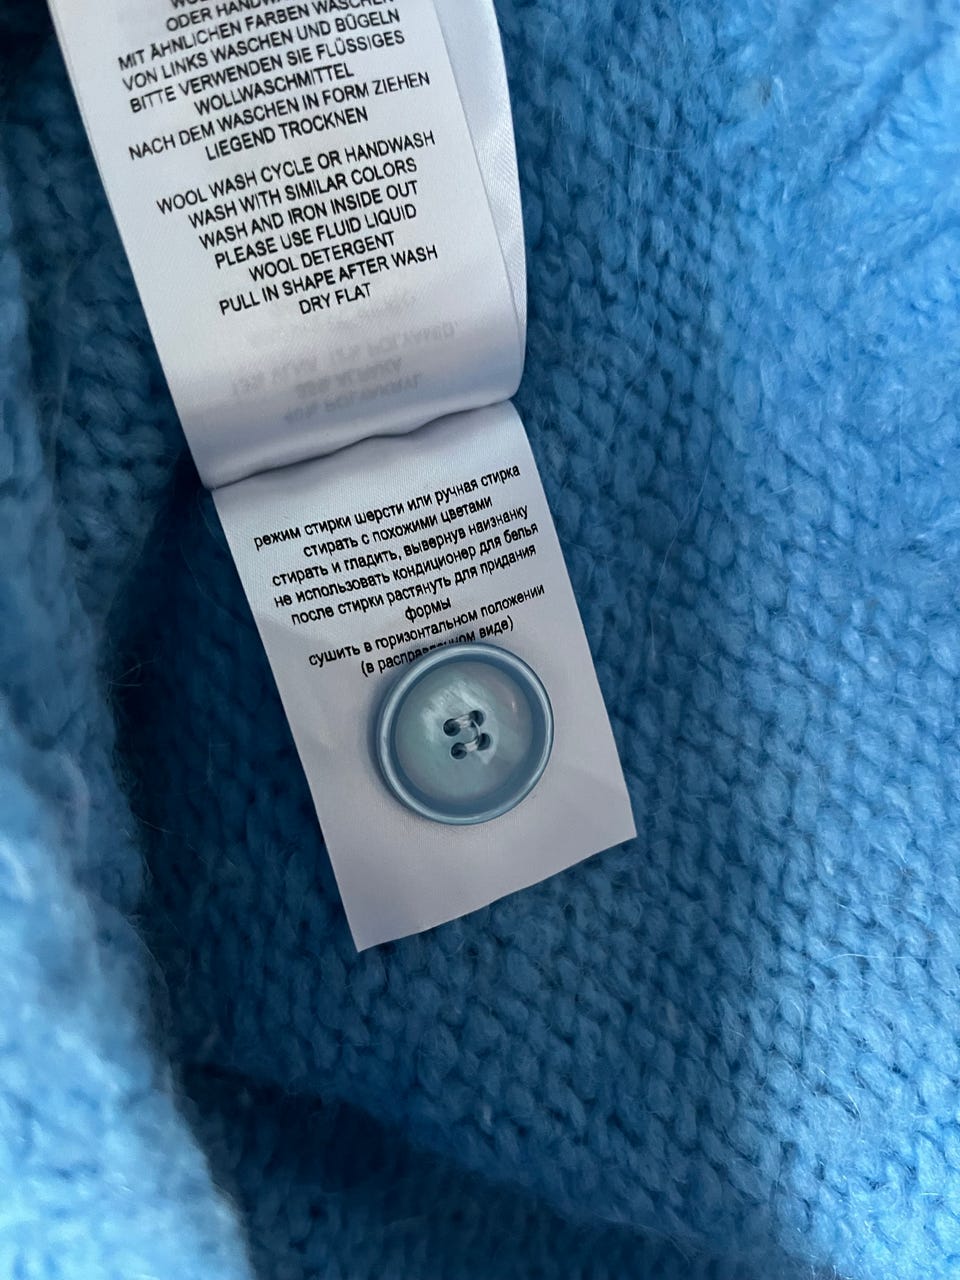 ODER HANDWÄSCHE
MIT ÄHNLICHEN FARBEN WASCHEN
VON LINKS WASCHEN UND BÜGELN
BITTE VERWENDEN SIE FLÜSSIGES
WOLLWASCHMITTEL
NACH DEM WASCHEN IN FORM ZIEHEN
LIEGEND TROCKNEN
WOOL WASH CYCLE OR HANDWASH
WASH WITH SIMILAR COLORS
WASH AND IRON INSIDE OUT
PLEASE USE FLUID LIQUID
WOOL DETERGENT
PULL IN SHAPE AFTER WASH
DRY FLAT
режим стирки шерсти или ручная стирка
стирать с похожими цветами
стирать и гладить, вывернув наизнанку
не использовать кондиционер для белья
после стирки растянуть для придания
формы
сушить в горизонтальном положении
(в виде)